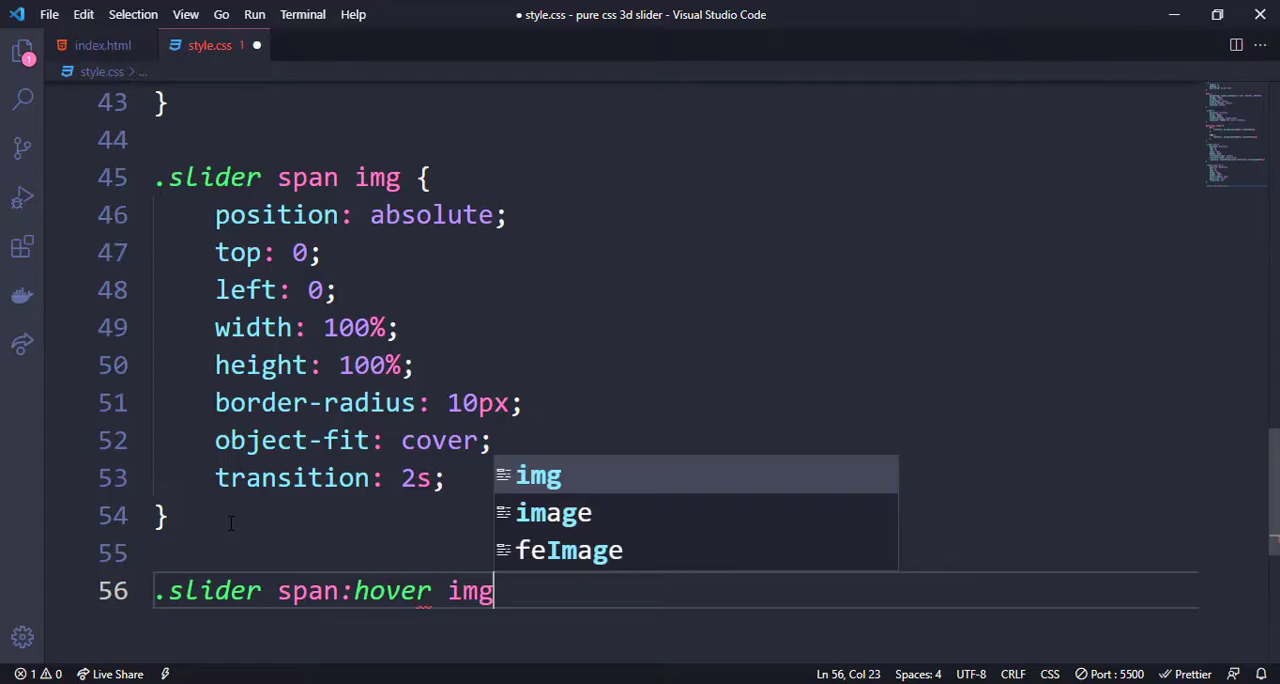 File Edit Selection View Go Run Terminal Help ● style.css - pure css 3d slider - Visual Studio Code
index.html style.css 1
style.css > ...
43 }
44
45 .slider span img {
46 position: absolute;
47 top: 0;
48 left: 0;
49 width: 100%;
50 height: 100%;
51 border-radius: 10px;
52 object-fit: cover;
53 transition: 2s;
img
54 }
image
55
feImage
56 .slider span:hover img
1
1 0 Live Share Ln 56, Col 23 Spaces: 4 UTF-8 CRLF CSS Port : 5500 Prettier